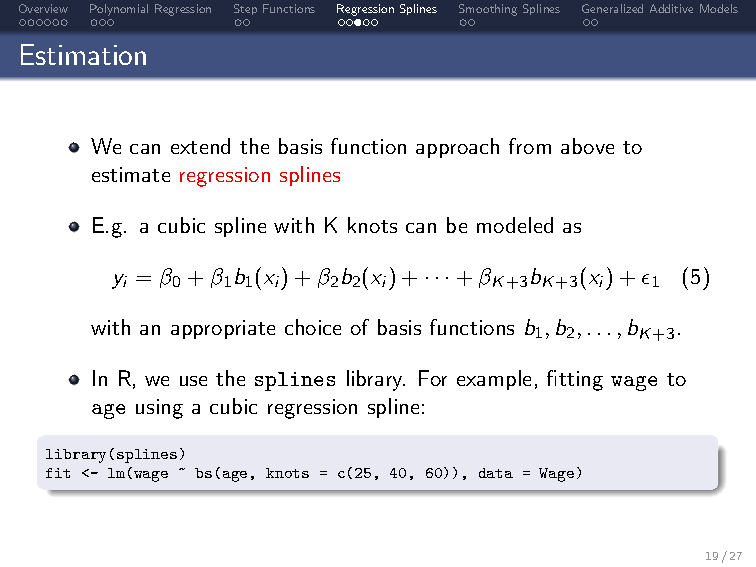 Overview Polynomial Regression Step Functions Regression Splines Smoothing Splines Generalized Additive Models
Estimation
We can extend the basis function approach from above to
estimate regression splines
E.g. a cubic spline with K knots can be modeled as
yᵢ = β₀ + β₁b₁(xᵢ) + β₂b₂(xᵢ) + ··· + β_{K+3}b_{K+3}(xᵢ) + ϵ₁ (5)
with an appropriate choice of basis functions b₁, b₂, . . . , b_{K+3}.
In R, we use the splines library. For example, fitting wage to
age using a cubic regression spline:
library(splines)
fit <- lm(wage ~ bs(age, knots = c(25, 40, 60)), data = Wage)
19 / 27